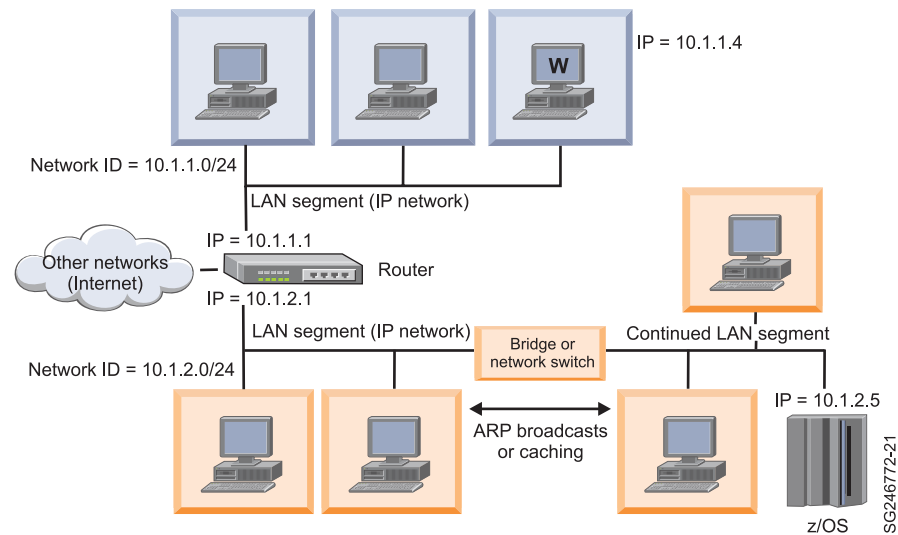 IP = 10.1.1.4
W
Network ID = 10.1.1.0/24
LAN segment (IP network)
IP = 10.1.1.1
Other networks
(Internet)
Router
IP = 10.1.2.1
LAN segment (IP network)
Bridge or
network switch
Continued LAN segment
Network ID = 10.1.2.0/24
IP = 10.1.2.5
ARP broadcasts
or caching
z/OS
SG246772-21